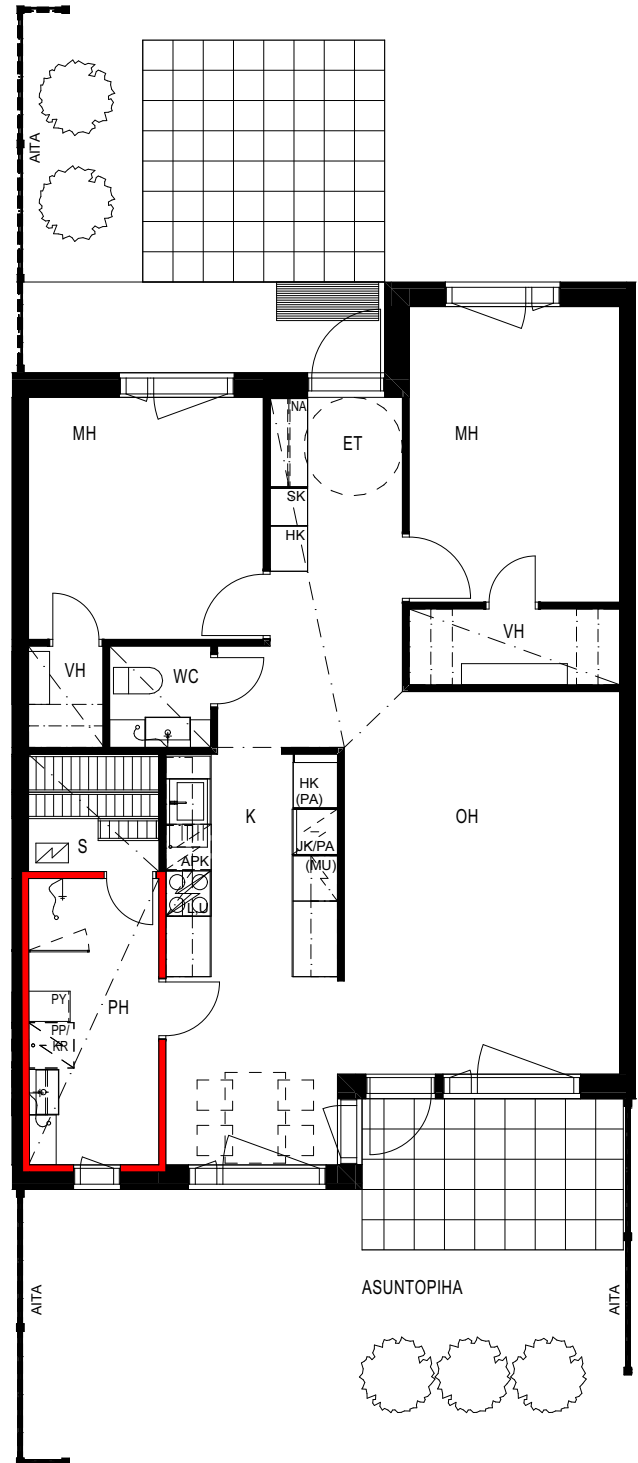 AITA
NA
MH
ET
MH
SK
HK
VH
VH
WC
HK
(PA)
K
OH
S
JK/PA
APK
(MU)
LU
PY
PH
PP/
KR
ASUNTOPIHA
AITA
AITA